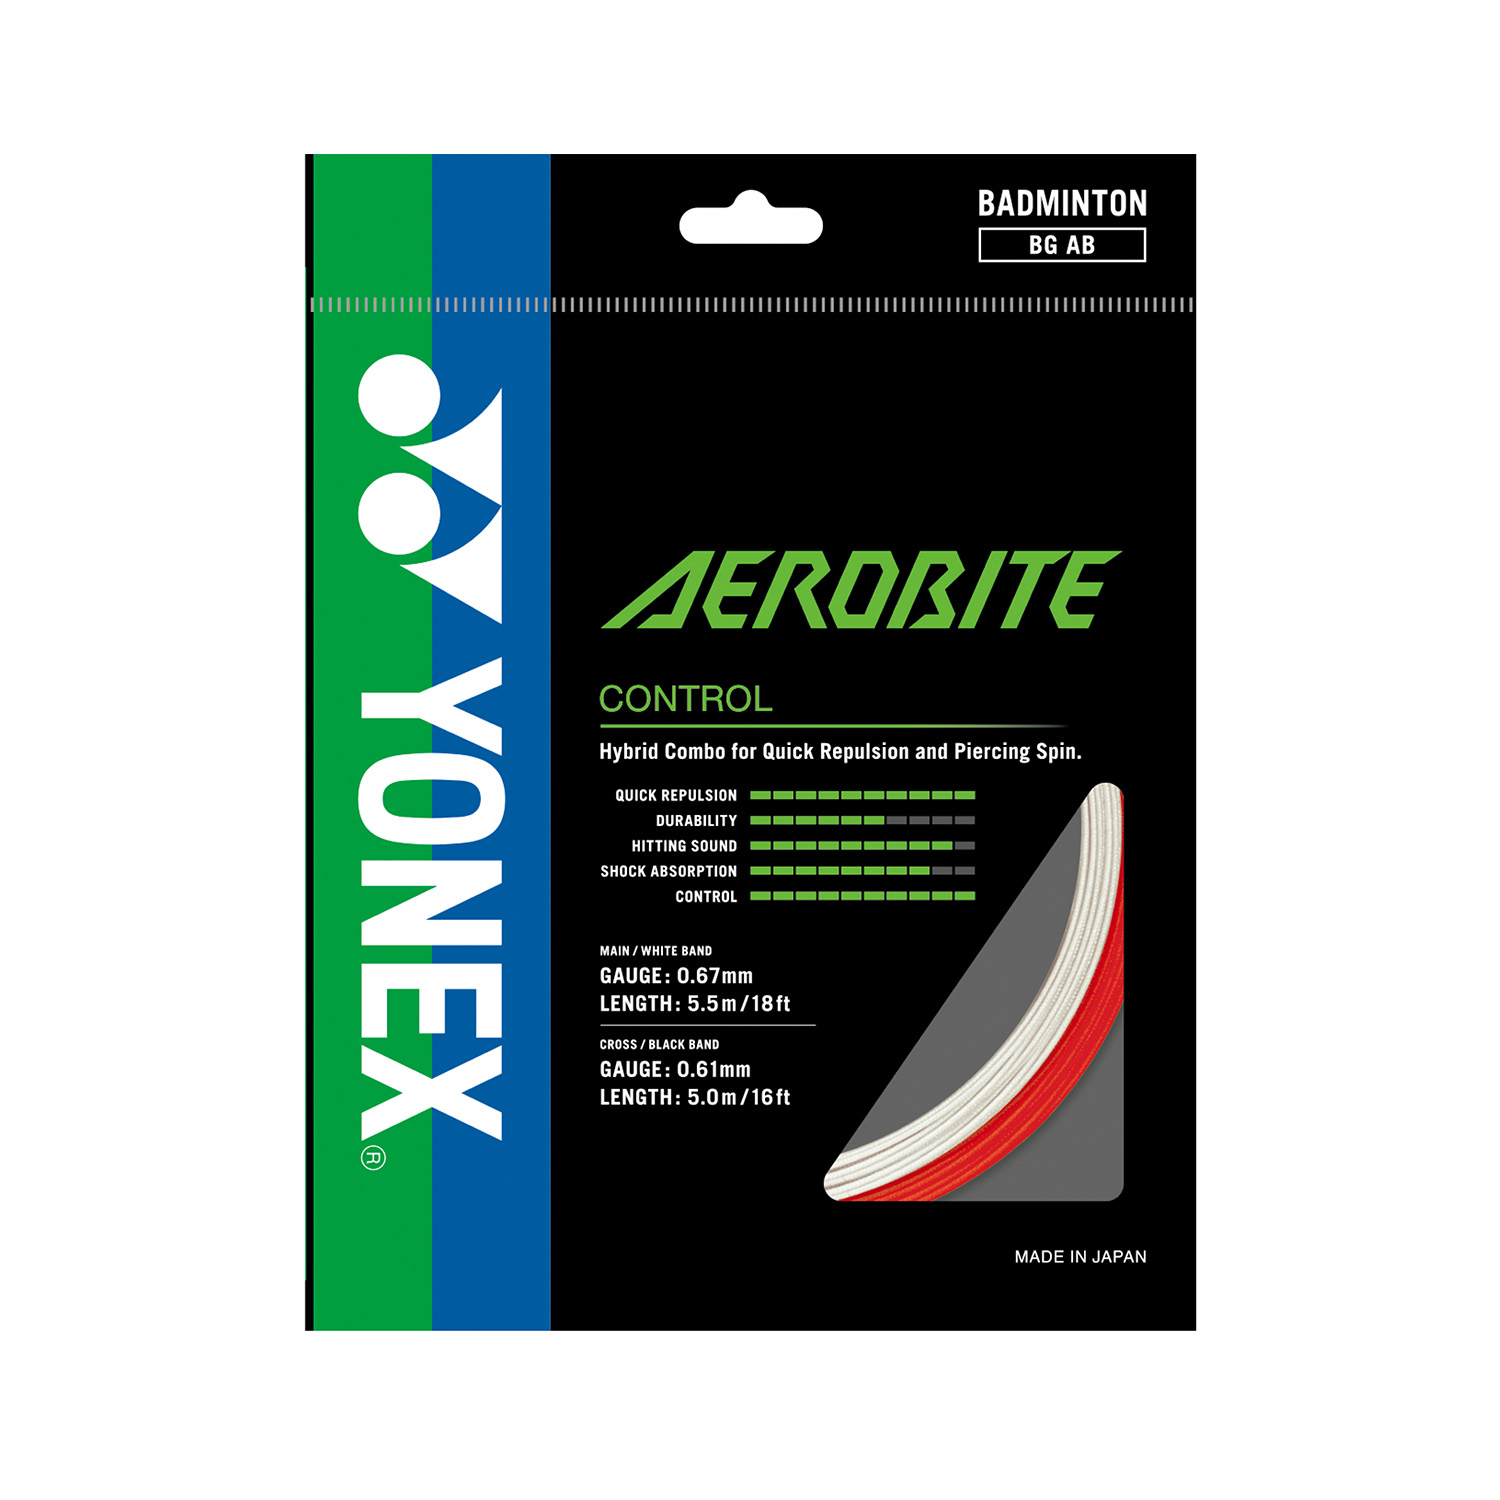 BADMINTON
BG AB
YONEX®
AEROBITE
CONTROL
Hybrid Combo for Quick Repulsion and Piercing Spin.
QUICK REPULSION
DURABILITY
HITTING SOUND
SHOCK ABSORPTION
CONTROL
MAIN / WHITE BAND
GAUGE: 0.67mm
LENGTH: 5.5m/18ft
CROSS / BLACK BAND
GAUGE: 0.61mm
LENGTH: 5.0m/16ft
MADE IN JAPAN